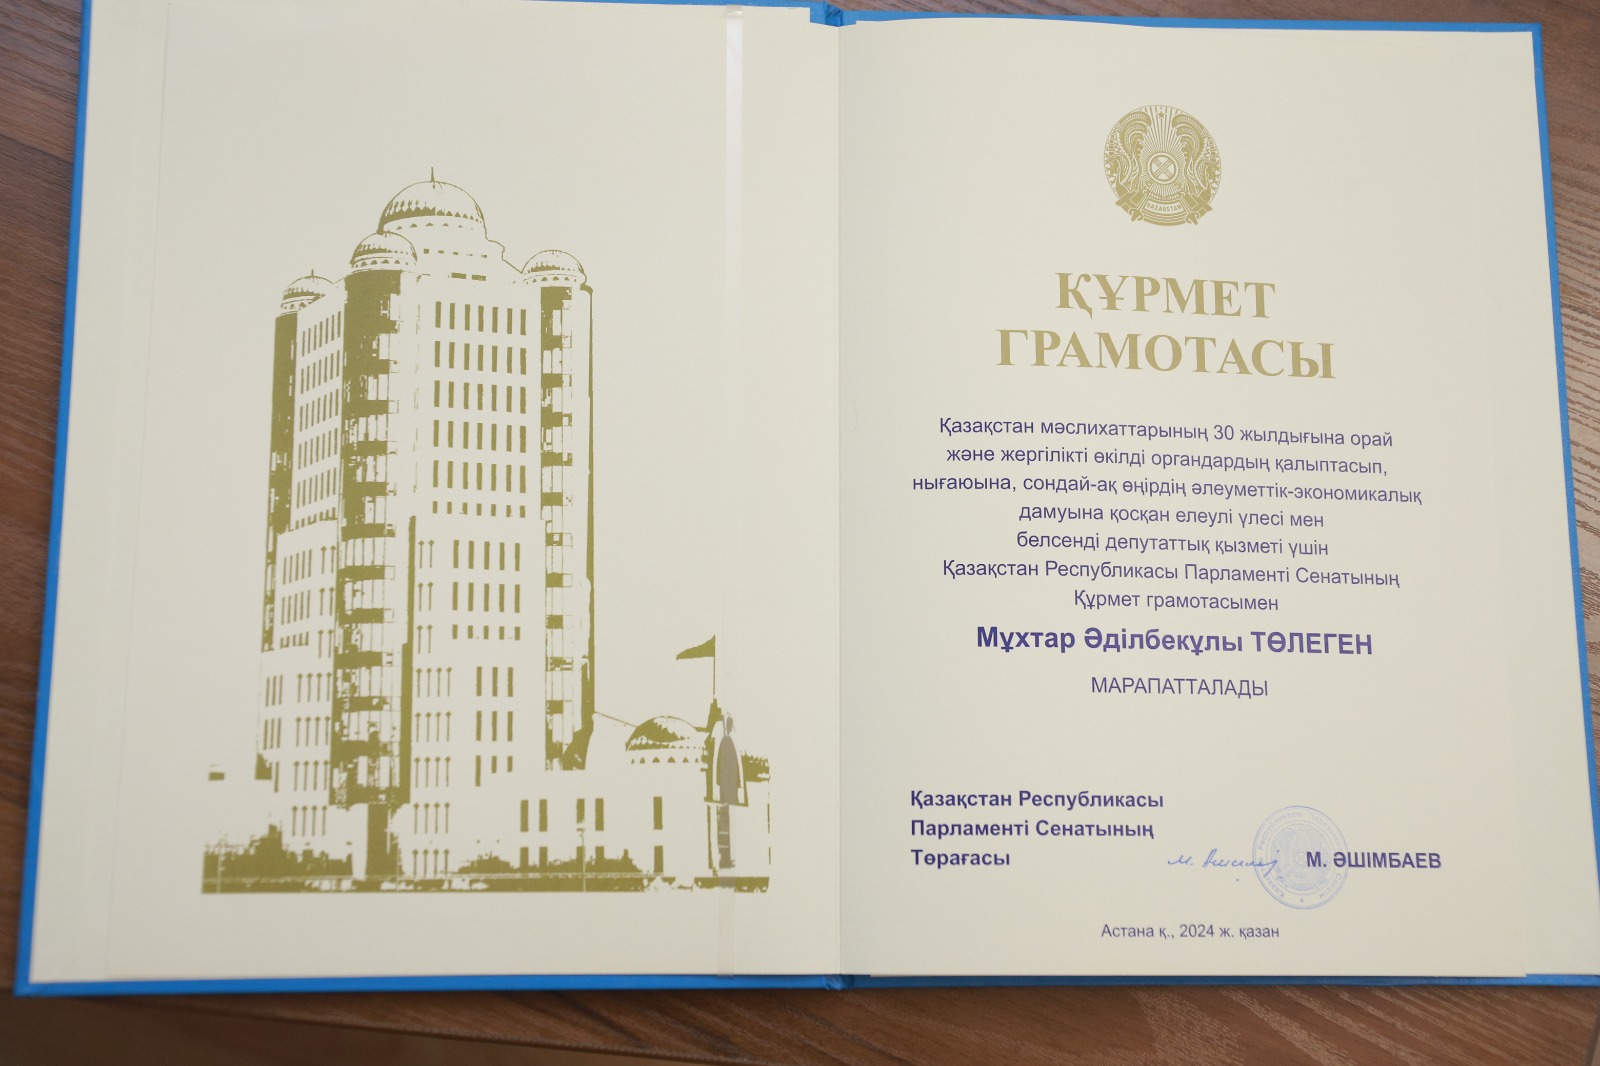 QAZAQSTAN
ҚҰРМЕТ
ГРАМОТАСЫ
Қазақстан мәслихаттарының 30 жылдығына орай
және жергілікті өкілді органдардың қалыптасып,
нығаюына, сондай-ақ өңірдің әлеуметтік-экономикалық
дамуына қосқан елеулі үлесі мен
белсенді депутаттық қызметі үшін
Қазақстан Республикасы Парламенті Сенатының
Құрмет грамотасымен
Мұхтар Әділбекұлы ТӨЛЕГЕН
МАРАПАТТАЛАДЫ
Қазақстан Республикасы
Парламенті Сенатының
Төрағасы
М. ӘШІМБАЕВ
Астана қ., 2024 ж. қазан